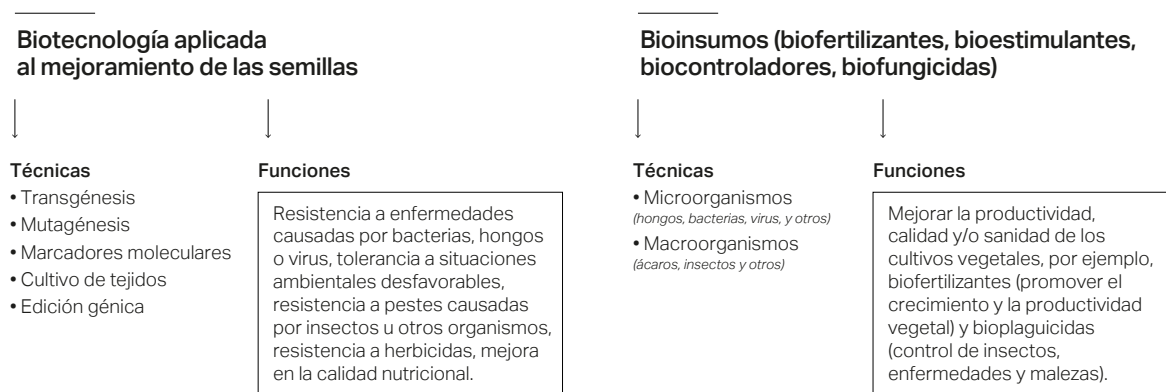 Biotecnología aplicada
al mejoramiento de las semillas
Técnicas
• Transgénesis
• Mutagénesis
• Marcadores moleculares
• Cultivo de tejidos
• Edición génica
Funciones
Resistencia a enfermedades
causadas por bacterias, hongos
o virus, tolerancia a situaciones
ambientales desfavorables,
resistencia a pestes causadas
por insectos u otros organismos,
resistencia a herbicidas, mejora
en la calidad nutricional.
Bioinsumos (biofertilizantes, bioestimulantes,
biocontroladores, biofungicidas)
Técnicas
• Microorganismos
(hongos, bacterias, virus, y otros)
• Macroorganismos
(ácaros, insectos y otros)
Funciones
Mejorar la productividad,
calidad y/o sanidad de los
cultivos vegetales, por ejemplo,
biofertilizantes (promover el
crecimiento y la productividad
vegetal) y bioplaguicidas
(control de insectos,
enfermedades y malezas).